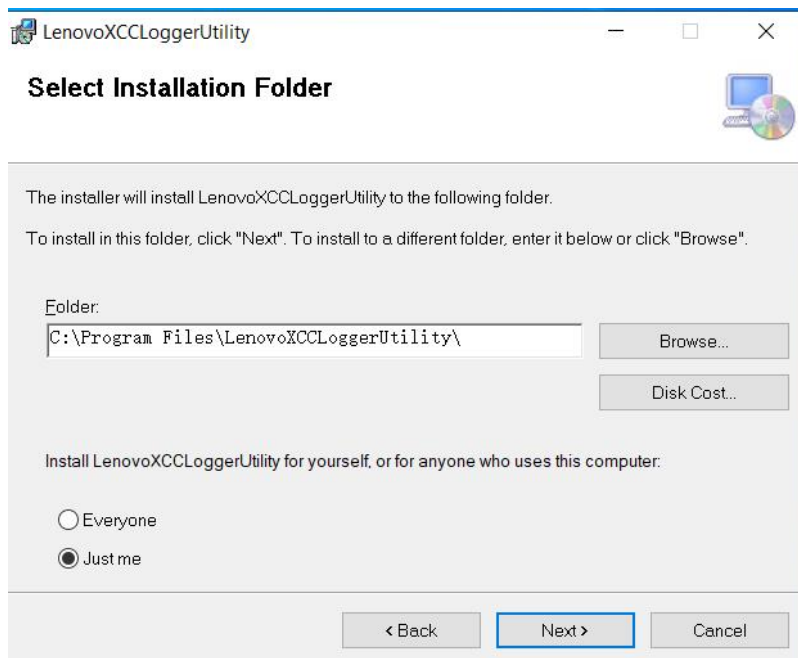 LenovoXCCLoggerUtility
Select Installation Folder
The installer will install LenovoXCCLoggerUtility to the following folder.
To install in this folder, click "Next". To install to a different folder, enter it below or click "Browse".
Folder:
C:\Program Files\LenovoXCCLoggerUtility\
Browse...
Disk Cost...
Install LenovoXCCLoggerUtility for yourself, or for anyone who uses this computer:
Everyone
Just me
< Back
Next >
Cancel